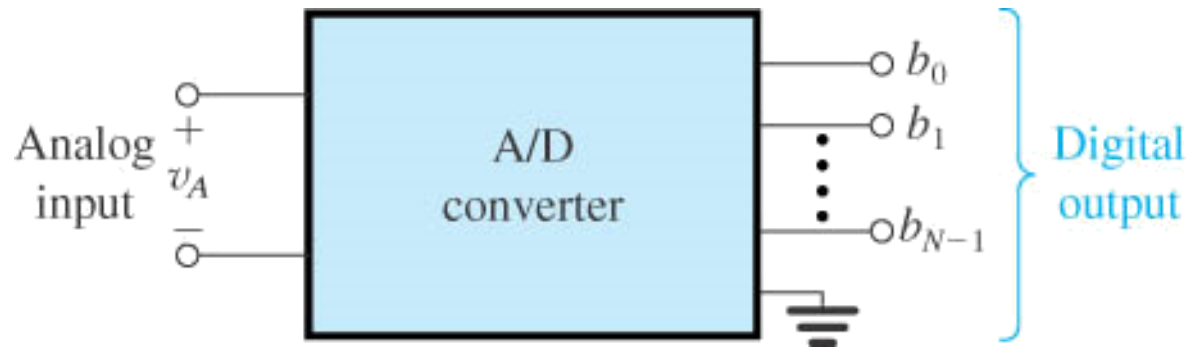 Analog
input
+
v_A
−
A/D
converter
b_0
b_1
b_{N−1}
Digital
output